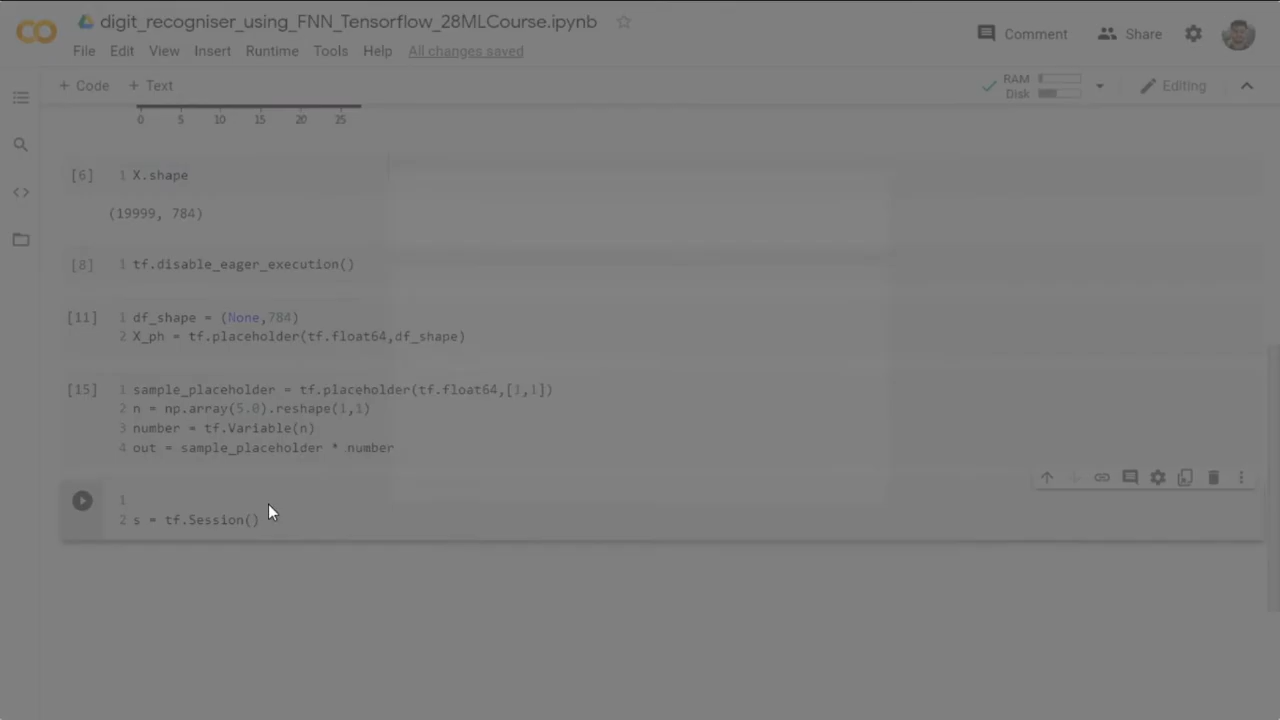 digit_recogniser_using_FNN_Tensorflow_28MLCourse.ipynb
File Edit View Insert Runtime Tools Help All changes saved
Comment
Share
+ Code + Text
RAM
Disk
Editing
0 5 10 15 20 25
[6] 1 X.shape
(19999, 784)
[8] 1 tf.disable_eager_execution()
[11] 1 df_shape = (None,784)
2 X_ph = tf.placeholder(tf.float64,df_shape)
[15] 1 sample_placeholder = tf.placeholder(tf.float64,[1,1])
2 n = np.array(5.0).reshape(1,1)
3 number = tf.Variable(n)
4 out = sample_placeholder * number
1
2 s = tf.Session()